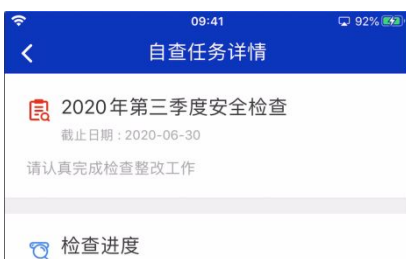 09:41
92%
自查任务详情
2020年第三季度安全检查
截止日期：2020-06-30
请认真完成检查整改工作
检查进度